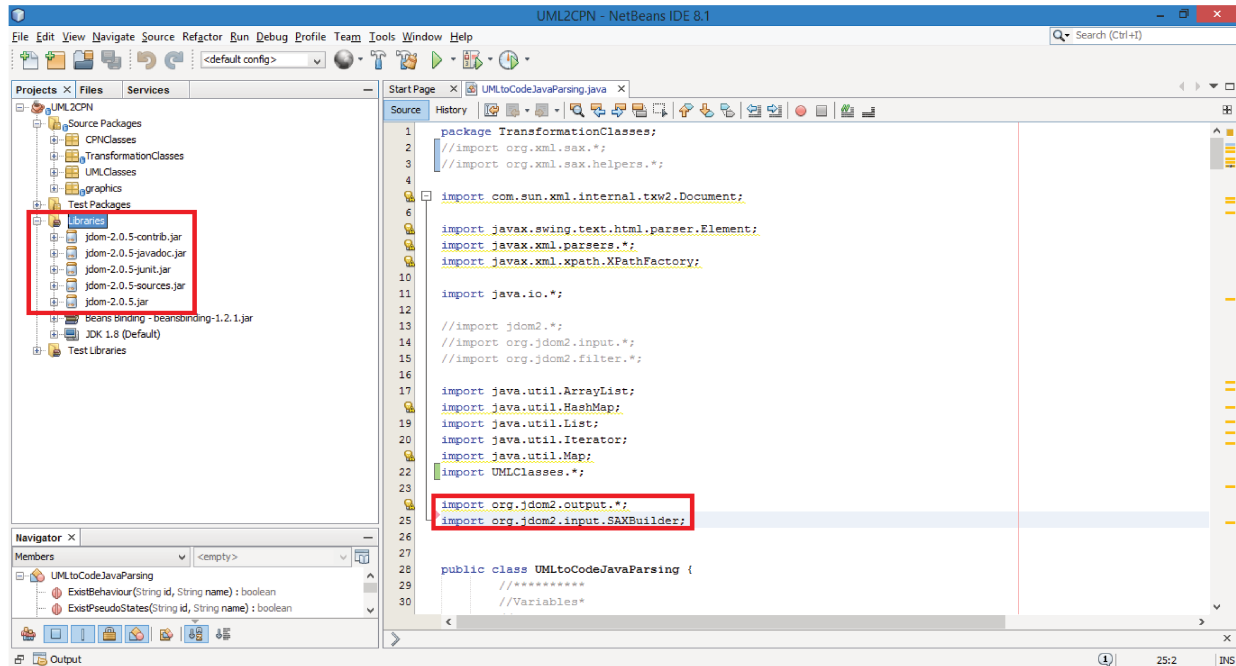 UML2CPN - NetBeans IDE 8.1
File Edit View Navigate Source Refactor Run Debug Profile Team Tools Window Help
Search (Ctrl+I)
<default config>
Projects Files Services
UML2CPN
Source Packages
CPNClasses
TransformationClasses
UMLClasses
graphics
Test Packages
Libraries
jdom-2.0.5-contrib.jar
jdom-2.0.5-javadoc.jar
jdom-2.0.5-junit.jar
jdom-2.0.5-sources.jar
jdom-2.0.5.jar
Beans Binding - beansbinding-1.2.1.jar
JDK 1.8 (Default)
Test Libraries
Navigator
Members <empty>
UMLtoCodeJavaParsing
ExistBehaviour(String id, String name) : boolean
ExistPseudoStates(String id, String name) : boolean
Output
Start Page UMLtoCodeJavaParsing.java
Source History
1 package TransformationClasses;
2 //import org.xml.sax.*;
3 //import org.xml.sax.helpers.*;
4
import com.sun.xml.internal.txw2.Document;
6
import javax.swing.text.html.parser.Element;
import javax.xml.parsers.*;
import javax.xml.xpath.XPathFactory;
10
11 import java.io.*;
12
13 //import jdom2.*;
14 //import org.jdom2.input.*;
15 //import org.jdom2.filter.*;
16
17 import java.util.ArrayList;
import java.util.HashMap;
19 import java.util.List;
20 import java.util.Iterator;
import java.util.Map;
22 import UMLClasses.*;
23
import org.jdom2.output.*;
25 import org.jdom2.input.SAXBuilder;
26
27
28 public class UMLtoCodeJavaParsing {
29 //**********
30 //Variables*
1 25:2 INS